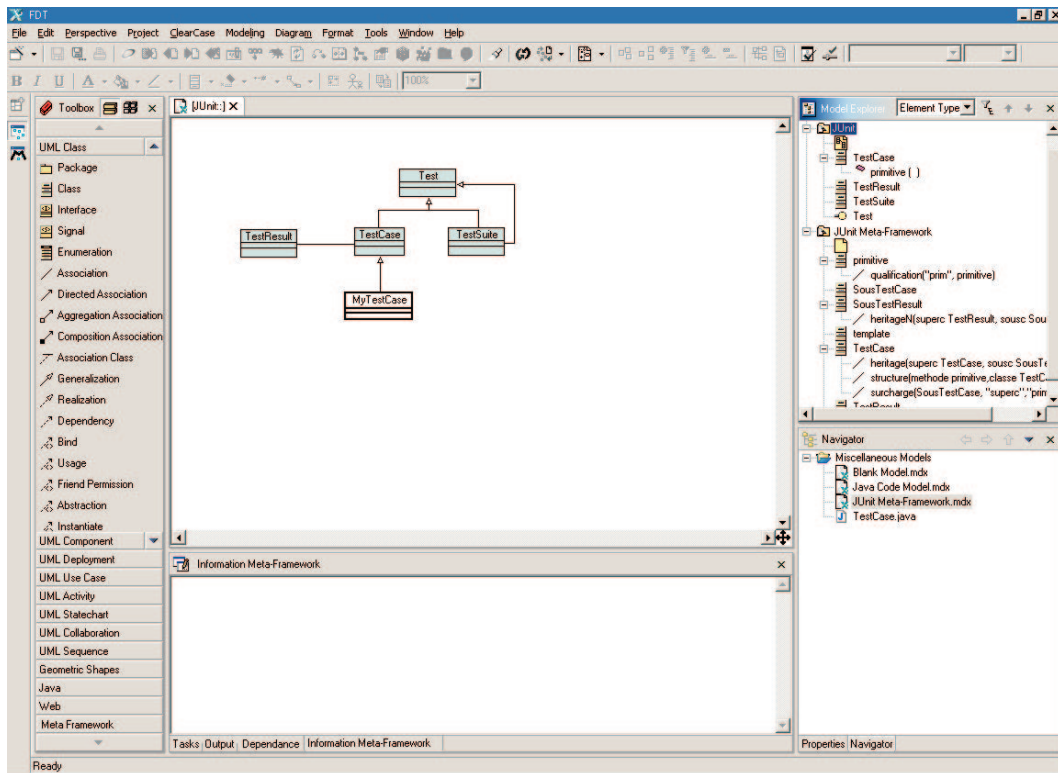 FDT
File Edit Perspective Project ClearCase Modeling Diagram Format Tools Window Help
B I U A 100%
Toolbox
UML Class
Package
Class
Interface
Signal
Enumeration
Association
Directed Association
Aggregation Association
Composition Association
Association Class
Generalization
Realization
Dependency
Bind
Usage
Friend Permission
Abstraction
Instantiate
UML Component
UML Deployment
UML Use Case
UML Activity
UML Statechart
UML Collaboration
UML Sequence
Geometric Shapes
Java
Web
Meta Framework
[JUnit::]
Test
TestResult
TestCase
TestSuite
MyTestCase
Information Meta-Framework
Tasks Output Dependance Information Meta-Framework
Model Explorer Element Type
JUnit
TestCase
primitive ( )
TestResult
TestSuite
Test
JUnit Meta-Framework
primitive
qualification("prim", primitive)
SousTestCase
SousTestResult
heritageN(superc TestResult, sousc Sou
template
TestCase
heritage(superc TestCase, sousc SousTe
structure(methode primitive,classe TestC
surcharge(SousTestCase, "superc","prim
TestResult
Navigator
Miscellaneous Models
Blank Model.mdx
Java Code Model.mdx
JUnit Meta-Framework.mdx
TestCase.java
Properties Navigator
Ready